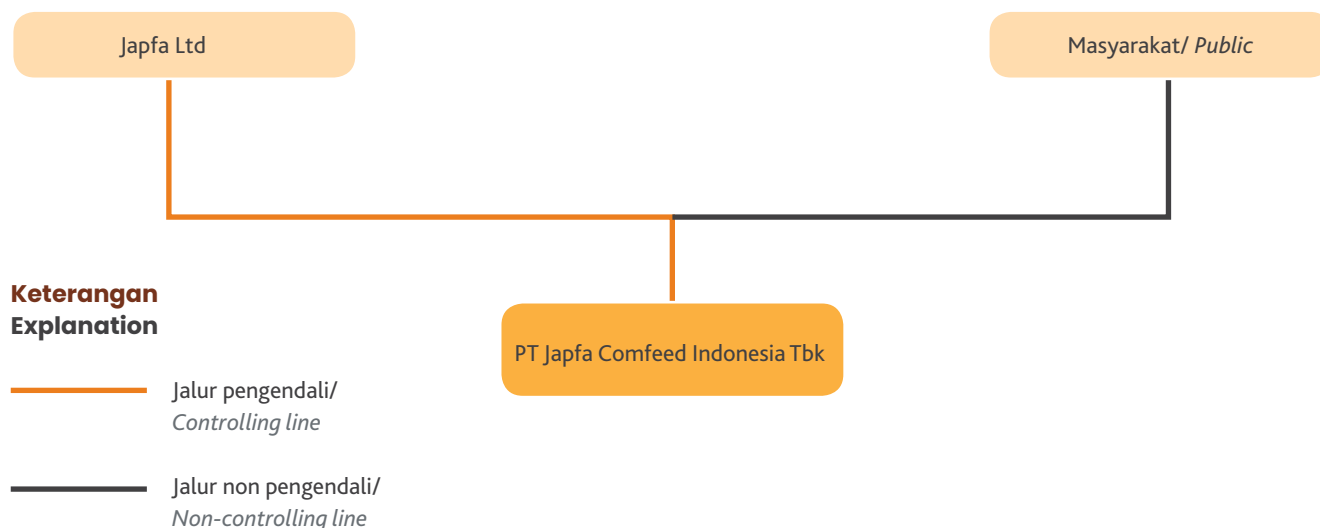 Japfa Ltd
Masyarakat/ Public
Keterangan
Explanation
PT Japfa Comfeed Indonesia Tbk
Jalur pengendali/
Controlling line
Jalur non pengendali/
Non-controlling line